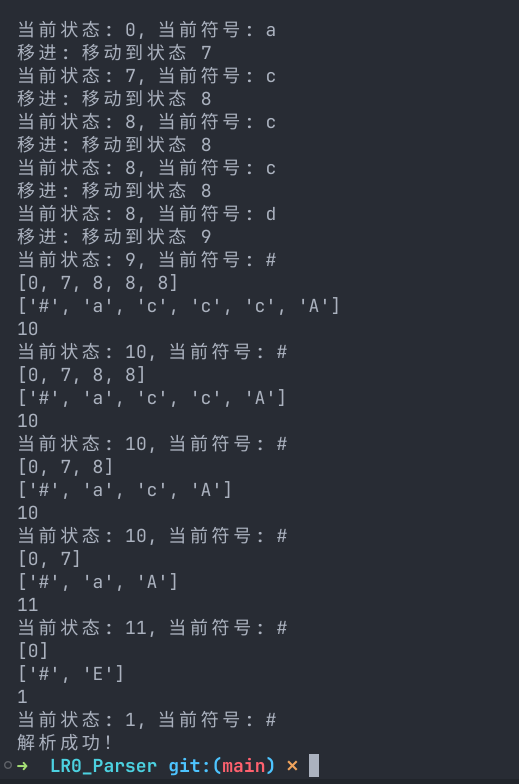 当前状态: 0, 当前符号: a
移进: 移动到状态 7
当前状态: 7, 当前符号: c
移进: 移动到状态 8
当前状态: 8, 当前符号: c
移进: 移动到状态 8
当前状态: 8, 当前符号: c
移进: 移动到状态 8
当前状态: 8, 当前符号: d
移进: 移动到状态 9
当前状态: 9, 当前符号: #
[0, 7, 8, 8, 8]
['#', 'a', 'c', 'c', 'c', 'A']
10
当前状态: 10, 当前符号: #
[0, 7, 8, 8]
['#', 'a', 'c', 'c', 'A']
10
当前状态: 10, 当前符号: #
[0, 7, 8]
['#', 'a', 'c', 'A']
10
当前状态: 10, 当前符号: #
[0, 7]
['#', 'a', 'A']
11
当前状态: 11, 当前符号: #
[0]
['#', 'E']
1
当前状态: 1, 当前符号: #
解析成功!
→ LR0_Parser git:(main) ×